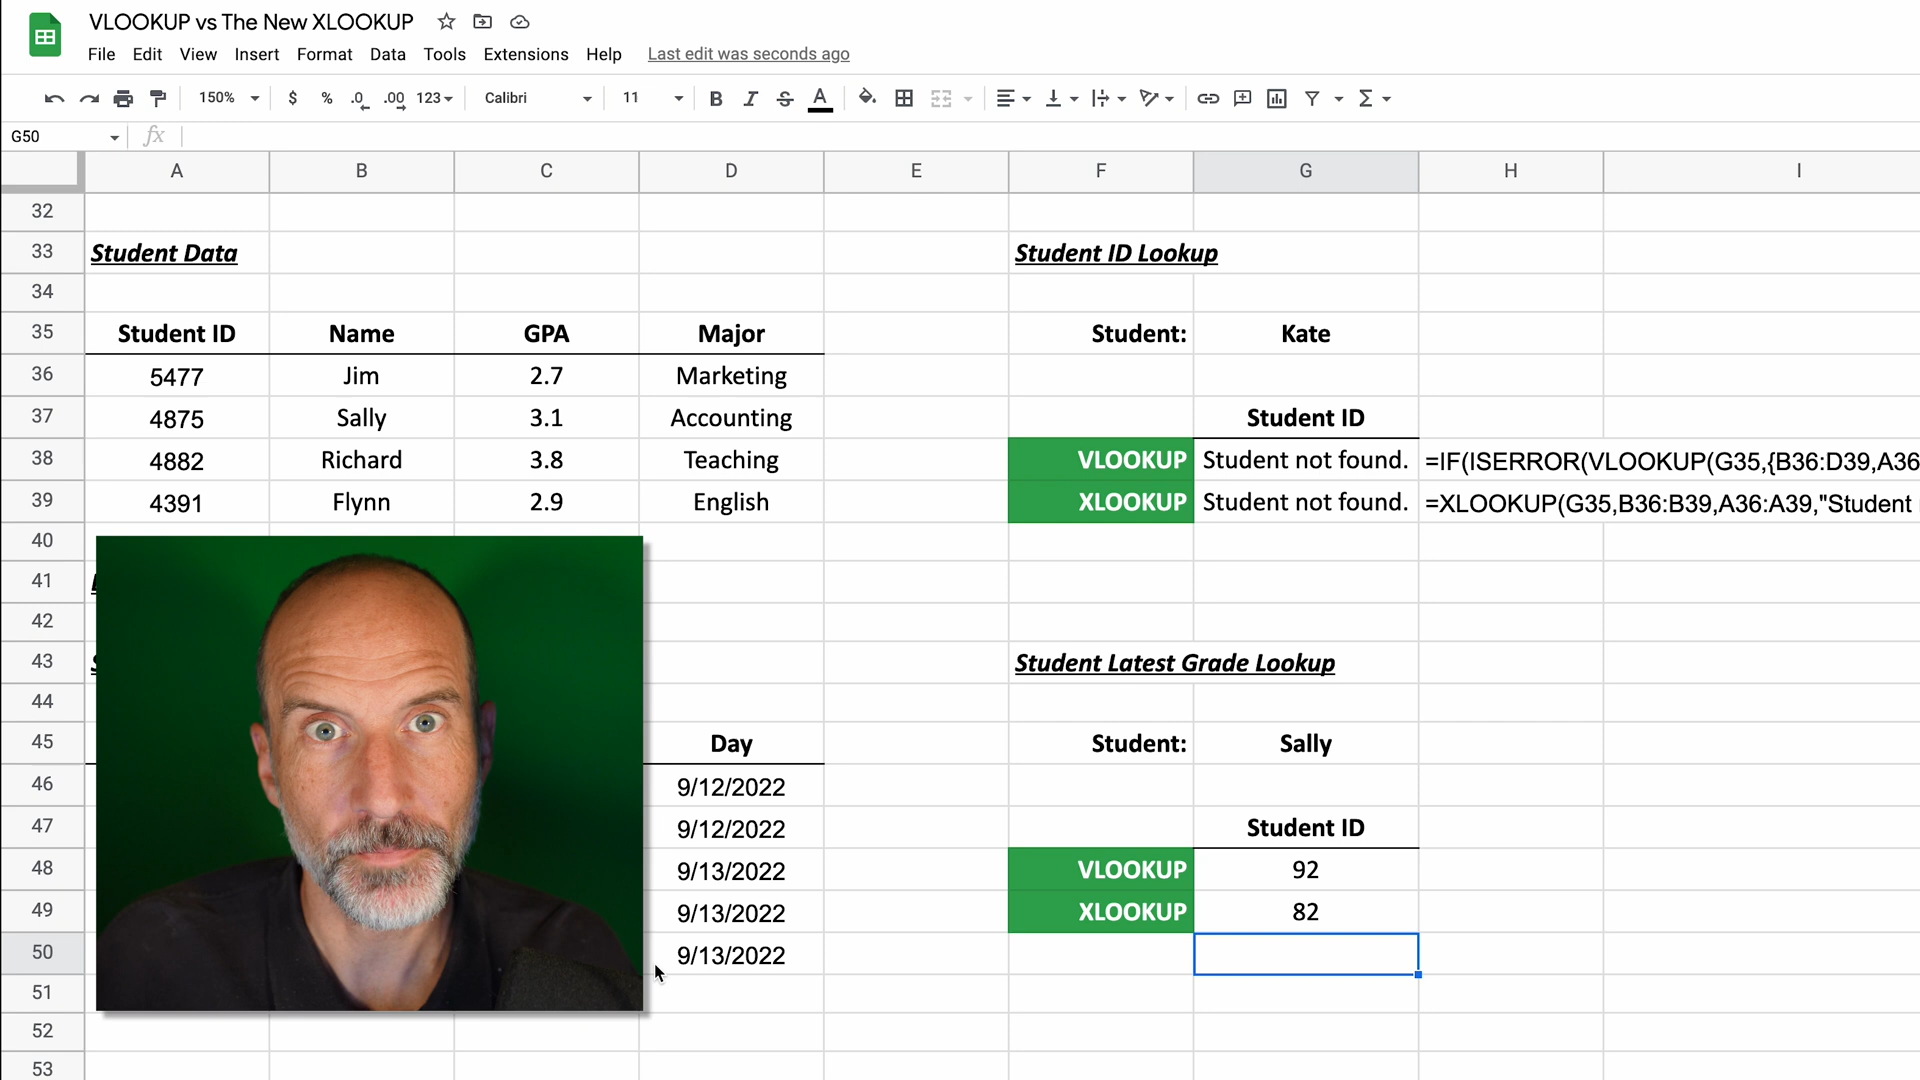 VLOOKUP vs The New XLOOKUP
File Edit View Insert Format Data Tools Extensions Help Last edit was seconds ago
150% $ % .0 .00 123 Calibri 11 B I S A
G50 fx
A B C D E F G H I
32
33 Student Data Student ID Lookup
34
35 Student ID Name GPA Major Student: Kate
36 5477 Jim 2.7 Marketing
37 4875 Sally 3.1 Accounting Student ID
38 4882 Richard 3.8 Teaching VLOOKUP Student not found. =IF(ISERROR(VLOOKUP(G35,{B36:D39,A36
39 4391 Flynn 2.9 English XLOOKUP Student not found. =XLOOKUP(G35,B36:B39,A36:A39,"Student
40
41
42
43 Student Latest Grade Lookup
44
45 Day Student: Sally
46 9/12/2022
47 9/12/2022 Student ID
48 9/13/2022 VLOOKUP 92
49 9/13/2022 XLOOKUP 82
50 9/13/2022
51
52
53